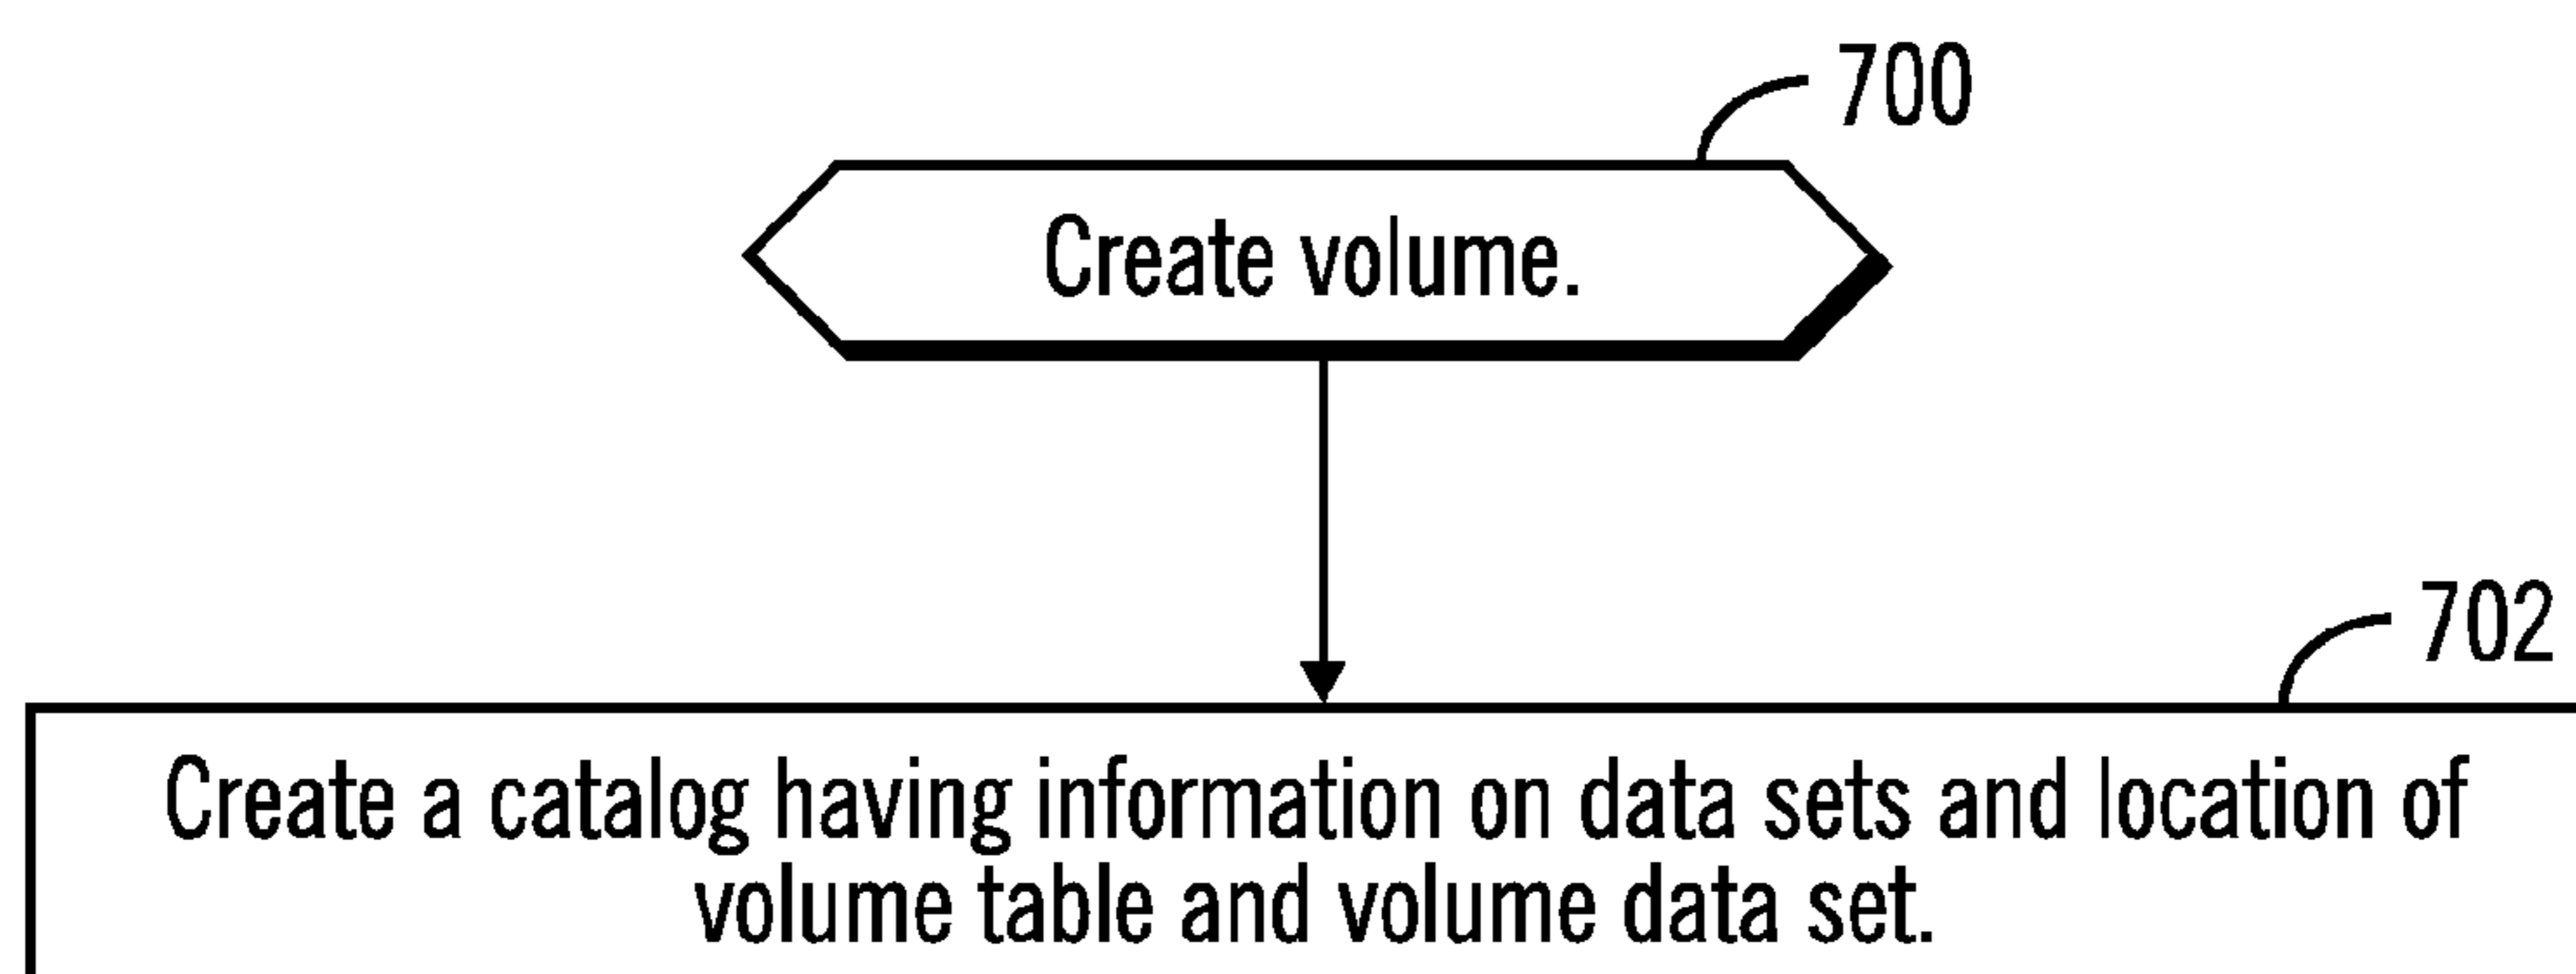 700
Create volume.
702
Create a catalog having information on data sets and location of
volume table and volume data set.